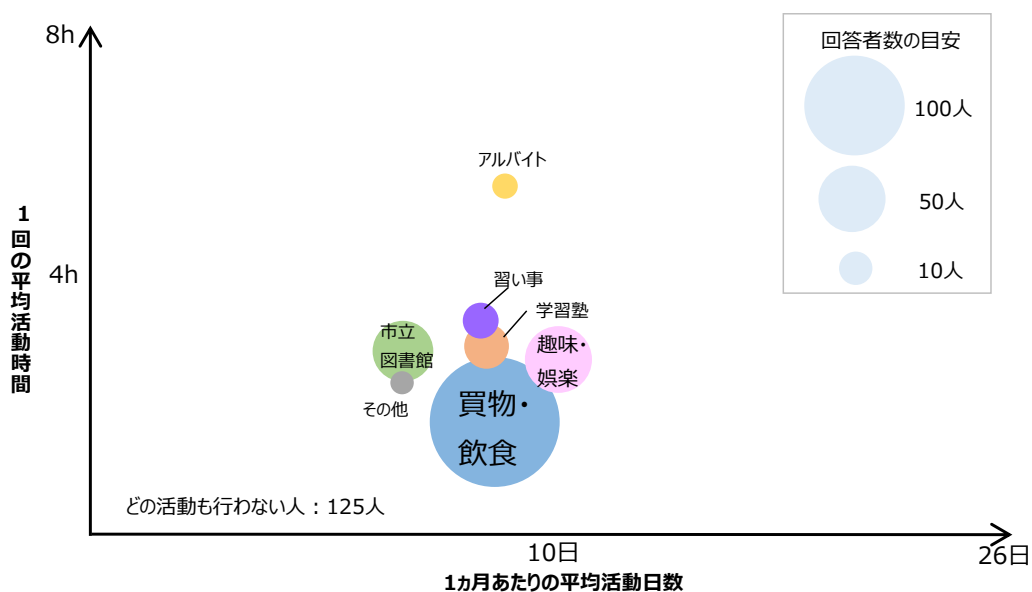 8h
回答者数の目安
100人
50人
10人
アルバイト
1回の平均活動時間
4h
習い事
学習塾
市立
図書館
趣味・
娯楽
その他
買物・
飲食
どの活動も行わない人：125人
10日
26日
1ヵ月あたりの平均活動日数